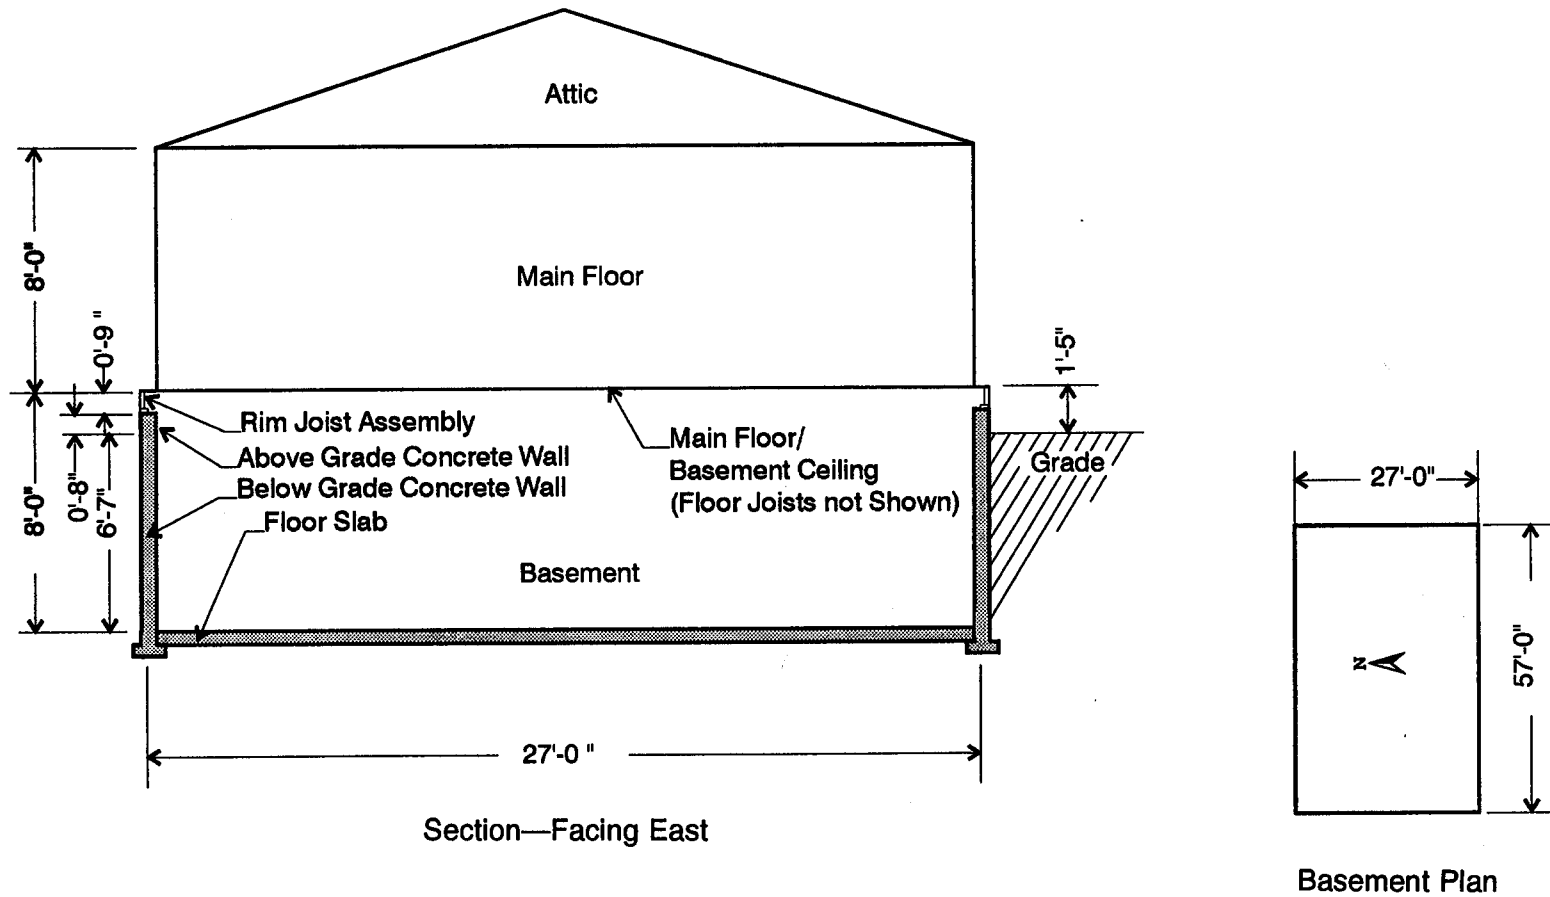 Attic
8'-0"
Main Floor
0'-9 "
1'-5"
Rim Joist Assembly
Above Grade Concrete Wall
Below Grade Concrete Wall
Floor Slab
Main Floor/
Basement Ceiling
(Floor Joists not Shown)
Grade
8'-0"
0'-8"
6'-7"
Basement
27'-0 "
Section—Facing East
27'-0"
N
57'-0"
Basement Plan